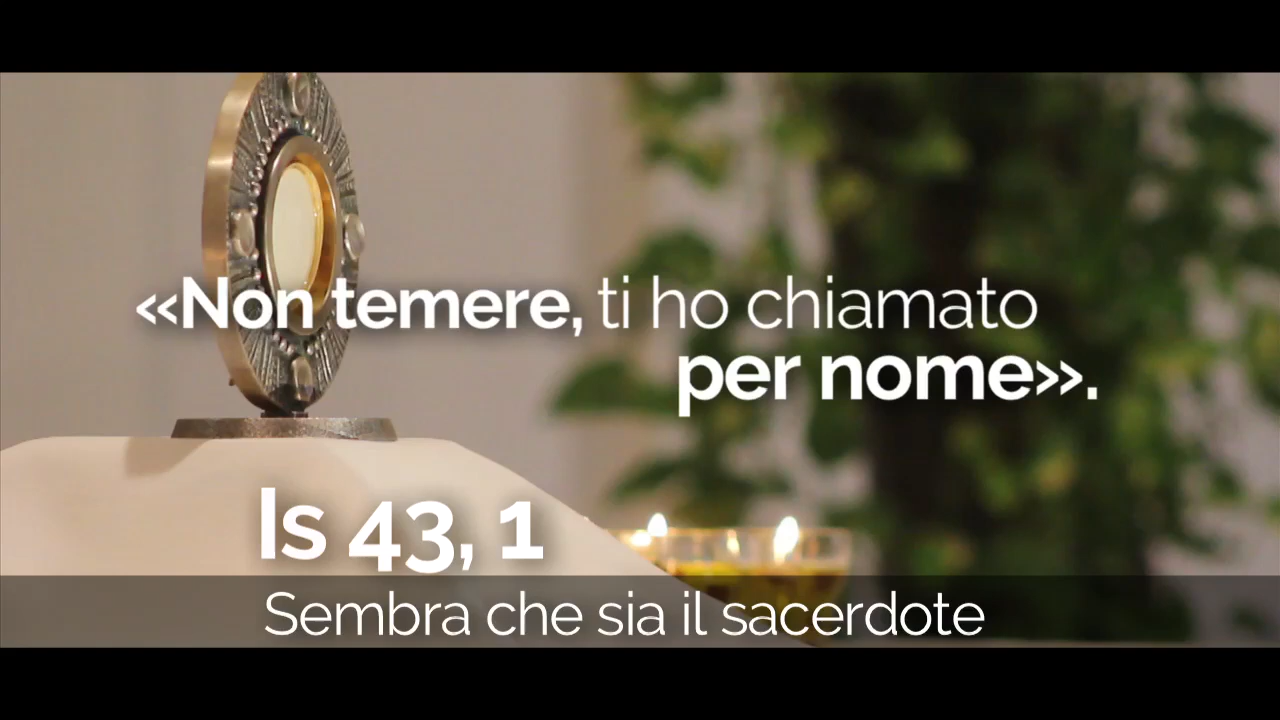 «Non temere, ti ho chiamato
per nome».
Is 43, 1
Sembra che sia il sacerdote